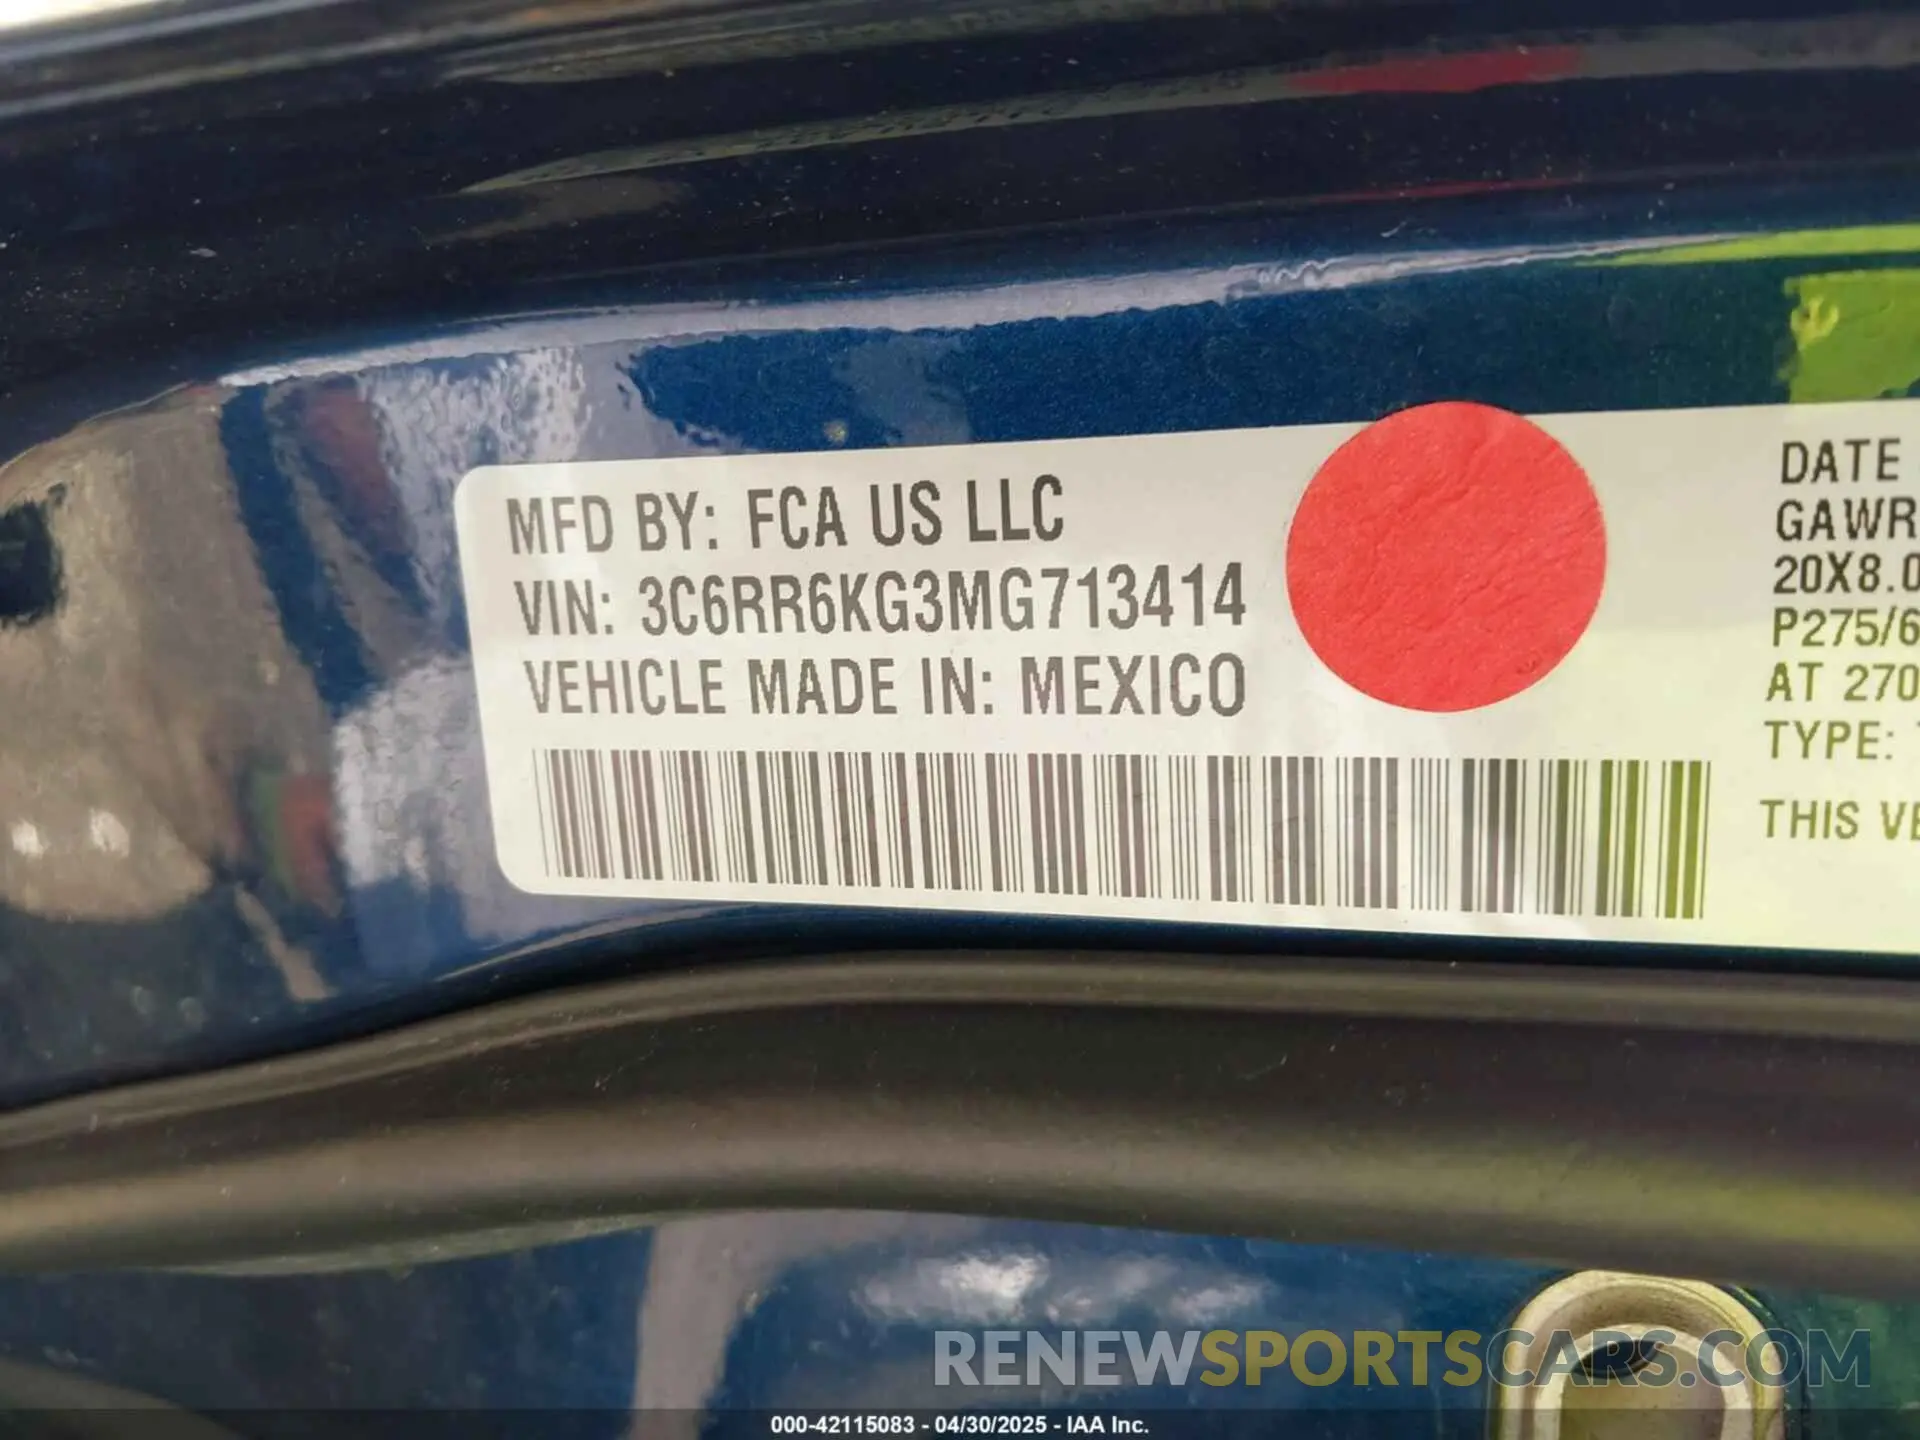 MFD BY: FCA US LLC
VIN: 3C6RR6KG3MG713414
VEHICLE MADE IN: MEXICO
DATE
GAWR
20X8.0
P275/6
AT 270
TYPE:
THIS VE
RENEWSPORTSCARS.COM
000-42115083 - 04/30/2025 - IAA Inc.